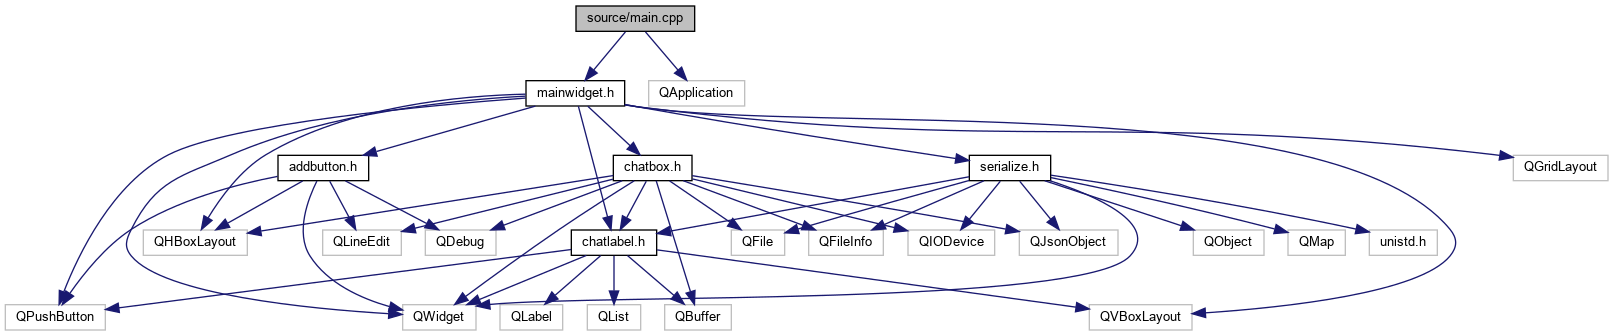 source/main.cpp
mainwidget.h
QApplication
addbutton.h
chatbox.h
serialize.h
QGridLayout
QHBoxLayout
QLineEdit
QDebug
chatlabel.h
QFile
QFileInfo
QIODevice
QJsonObject
QObject
QMap
unistd.h
QPushButton
QWidget
QLabel
QList
QBuffer
QVBoxLayout